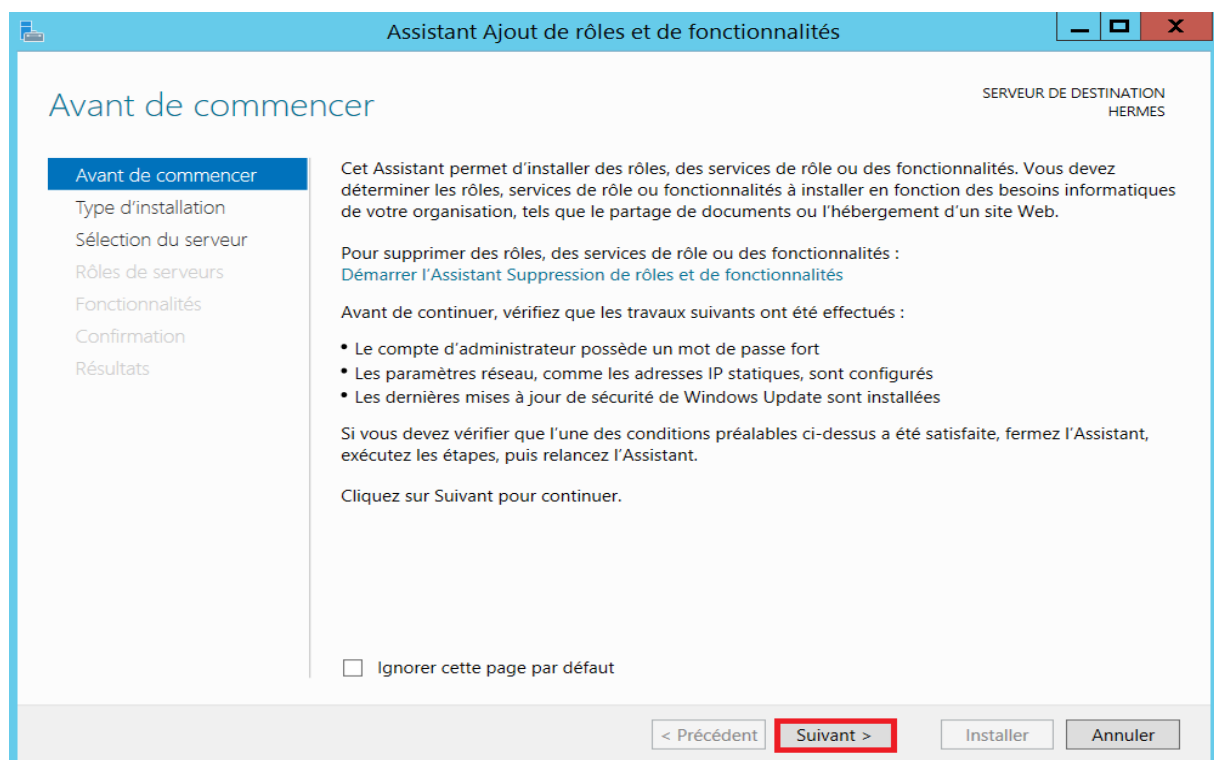 Assistant Ajout de rôles et de fonctionnalités
Avant de commencer
SERVEUR DE DESTINATION
HERMES
Avant de commencer
Type d'installation
Sélection du serveur
Rôles de serveurs
Fonctionnalités
Confirmation
Résultats
Cet Assistant permet d'installer des rôles, des services de rôle ou des fonctionnalités. Vous devez
déterminer les rôles, services de rôle ou fonctionnalités à installer en fonction des besoins informatiques
de votre organisation, tels que le partage de documents ou l'hébergement d'un site Web.
Pour supprimer des rôles, des services de rôle ou des fonctionnalités :
Démarrer l'Assistant Suppression de rôles et de fonctionnalités
Avant de continuer, vérifiez que les travaux suivants ont été effectués :
• Le compte d'administrateur possède un mot de passe fort
• Les paramètres réseau, comme les adresses IP statiques, sont configurés
• Les dernières mises à jour de sécurité de Windows Update sont installées
Si vous devez vérifier que l'une des conditions préalables ci-dessus a été satisfaite, fermez l'Assistant,
exécutez les étapes, puis relancez l'Assistant.
Cliquez sur Suivant pour continuer.
Ignorer cette page par défaut
< Précédent
Suivant >
Installer
Annuler